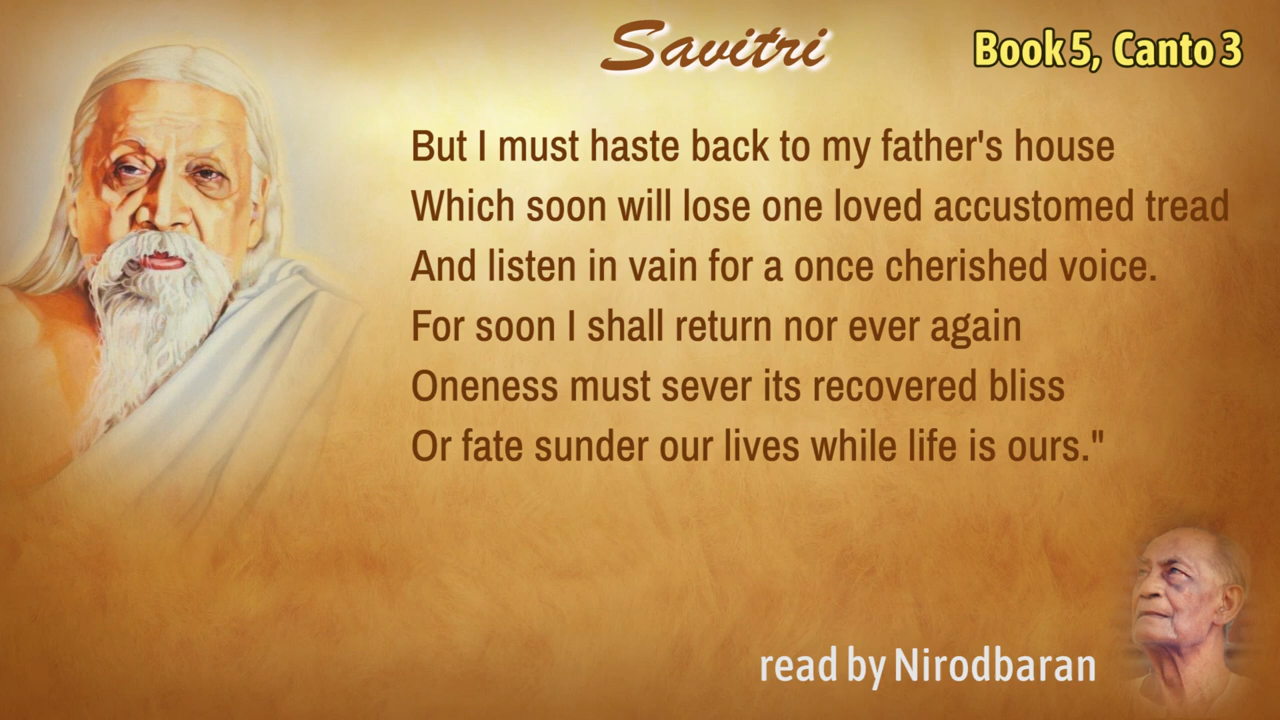 Savitri
Book 5, Canto 3
But I must haste back to my father's house
Which soon will lose one loved accustomed tread
And listen in vain for a once cherished voice.
For soon I shall return nor ever again
Oneness must sever its recovered bliss
Or fate sunder our lives while life is ours."
read by Nirodbaran